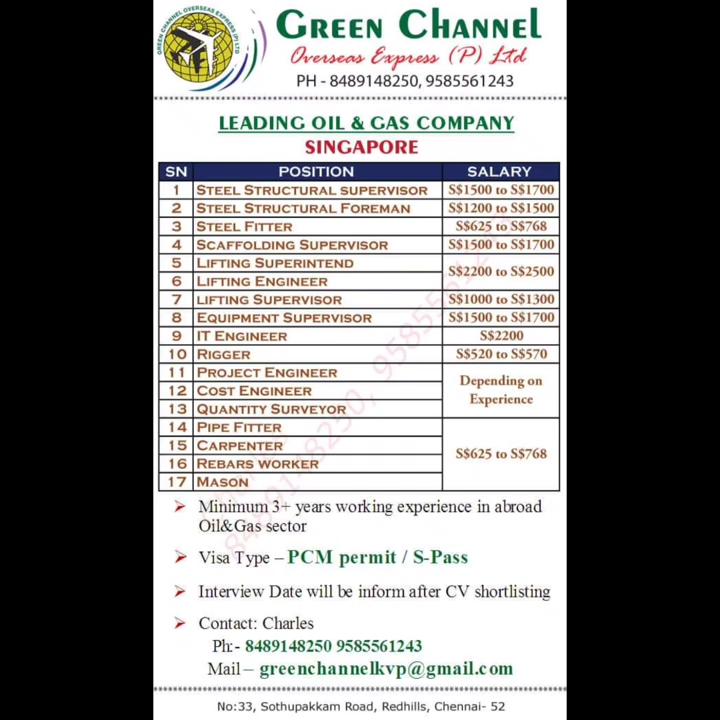 GREEN CHANNEL OVERSEAS EXPRESS (P) LTD
GREEN CHANNEL
Overseas Express (P) Ltd
PH - 8489148250, 9585561243
LEADING OIL & GAS COMPANY
SINGAPORE
SN POSITION SALARY
1 STEEL STRUCTURAL SUPERVISOR S$1500 to S$1700
2 STEEL STRUCTURAL FOREMAN S$1200 to S$1500
3 STEEL FITTER S$625 to S$768
4 SCAFFOLDING SUPERVISOR S$1500 to S$1700
5 LIFTING SUPERINTEND
S$2200 to S$2500
6 LIFTING ENGINEER
7 LIFTING SUPERVISOR S$1000 to S$1300
8 EQUIPMENT SUPERVISOR S$1500 to S$1700
9 IT ENGINEER S$2200
10 RIGGER S$520 to S$570
11 PROJECT ENGINEER
Depending on
12 COST ENGINEER
Experience
13 QUANTITY SURVEYOR
14 PIPE FITTER
15 CARPENTER
S$625 to S$768
16 REBARS WORKER
17 MASON
8489148250, 9585561243
Minimum 3+ years working experience in abroad
Oil&Gas sector
Visa Type – PCM permit / S-Pass
Interview Date will be inform after CV shortlisting
Contact: Charles
Ph:- 8489148250 9585561243
Mail – greenchannelkvp@gmail.com
No:33, Sothupakkam Road, Redhills, Chennai- 52